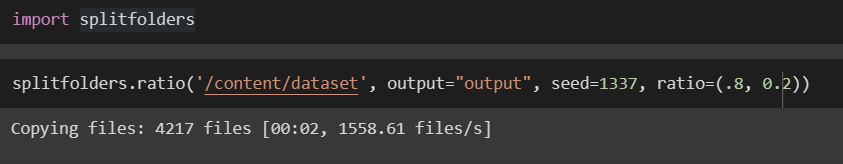 import splitfolders
splitfolders.ratio('/content/dataset', output="output", seed=1337, ratio=(.8, 0.2))
Copying files: 4217 files [00:02, 1558.61 files/s]